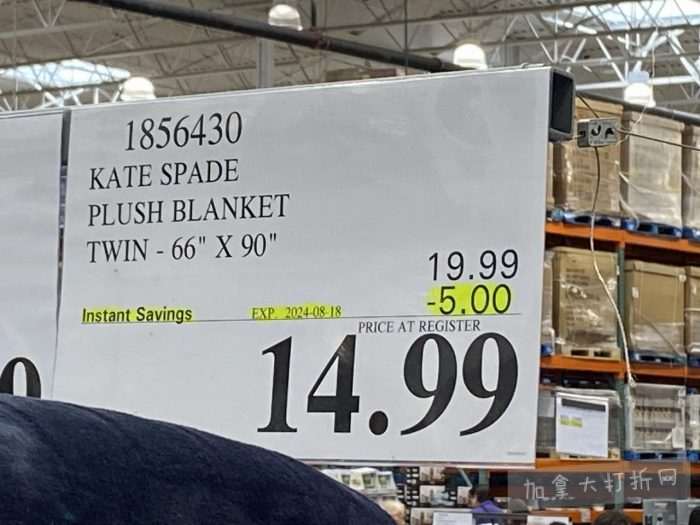 1856430
KATE SPADE
PLUSH BLANKET
TWIN - 66" X 90"
19.99
Instant Savings EXP. 2024-08-18 -5.00
PRICE AT REGISTER
14.99
加拿大打折网